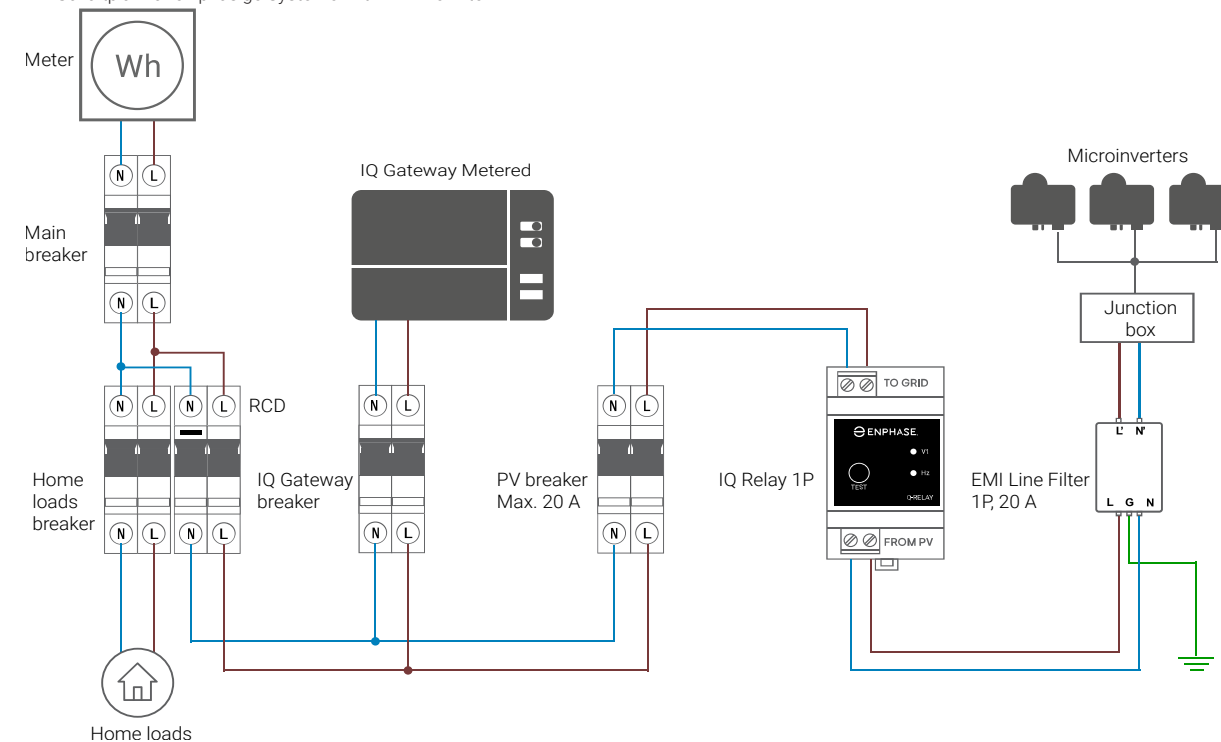 Meter
Wh
N L
Main
breaker
N L
IQ Gateway Metered
Microinverters
Junction
box
N L N L RCD
N L
N L
TO GRID
ENPHASE
V1
Hz
TEST
Q-RELAY
FROM PV
Home
loads
breaker
IQ Gateway
breaker
PV breaker
Max. 20 A
IQ Relay 1P
EMI Line Filter
1P, 20 A
L' N'
L G N
N L N L
N L
N L
Home loads